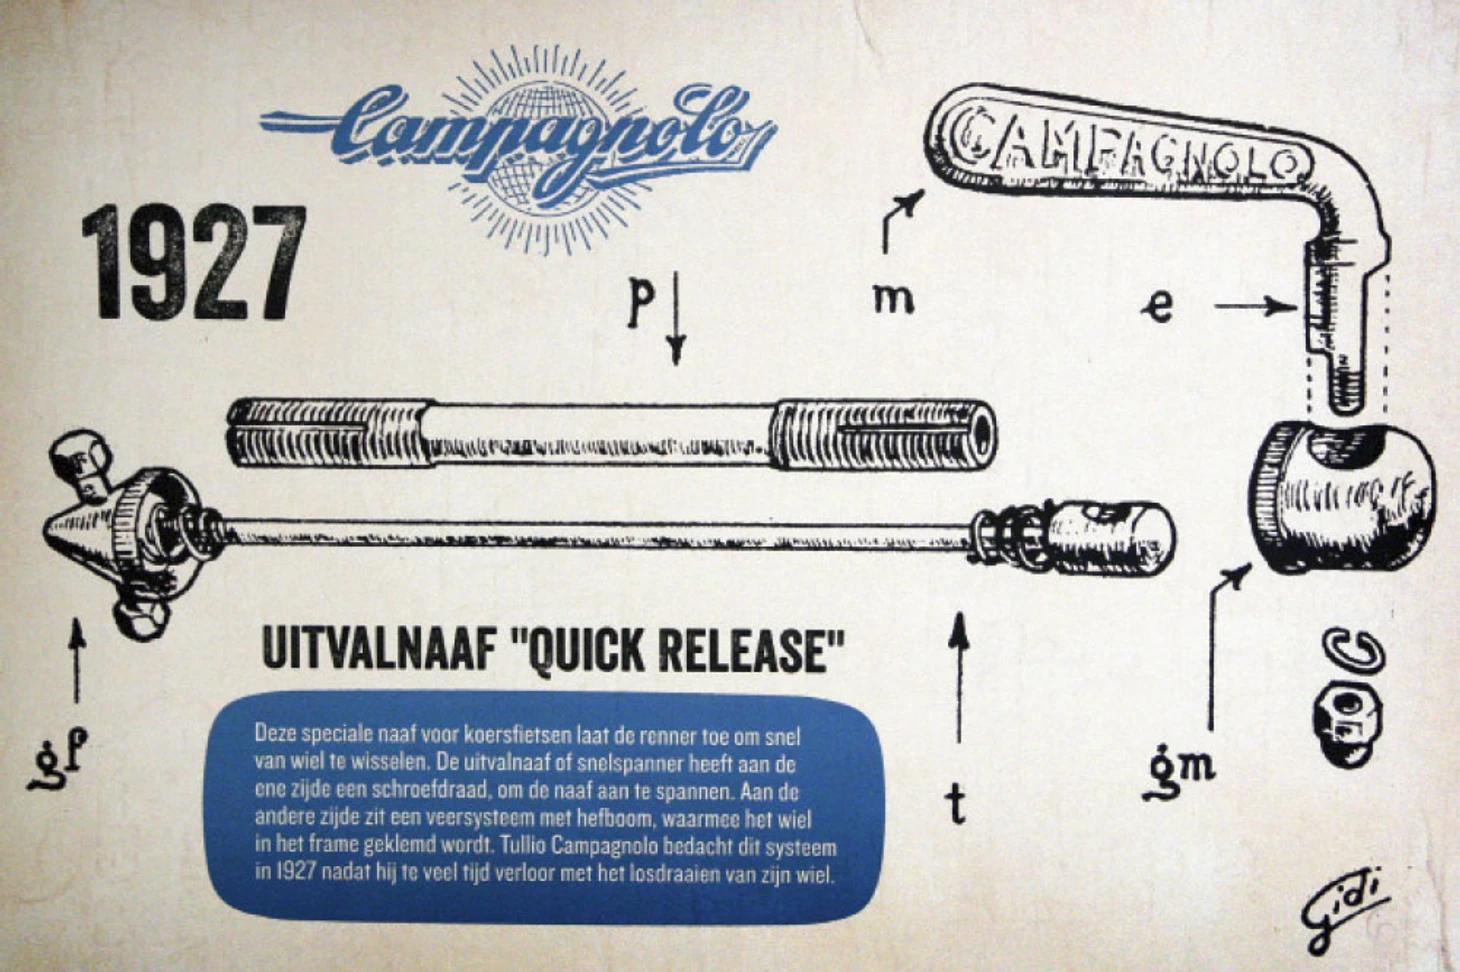 Campagnolo
1927
CAMPAGNOLO
m
p
e
UITVALNAAF "QUICK RELEASE"
Deze speciale naaf voor koersfietsen laat de renner toe om snel
van wiel te wisselen. De uitvalnaaf of snelspanner heeft aan de
ene zijde een schroefdraad, om de naaf aan te spannen. Aan de
andere zijde zit een veersysteem met hefboom, waarmee het wiel
in het frame geklemd wordt. Tullio Campagnolo bedacht dit systeem
in 1927 nadat hij te veel tijd verloor met het losdraaien van zijn wiel.
gf
t
gm
Gidi